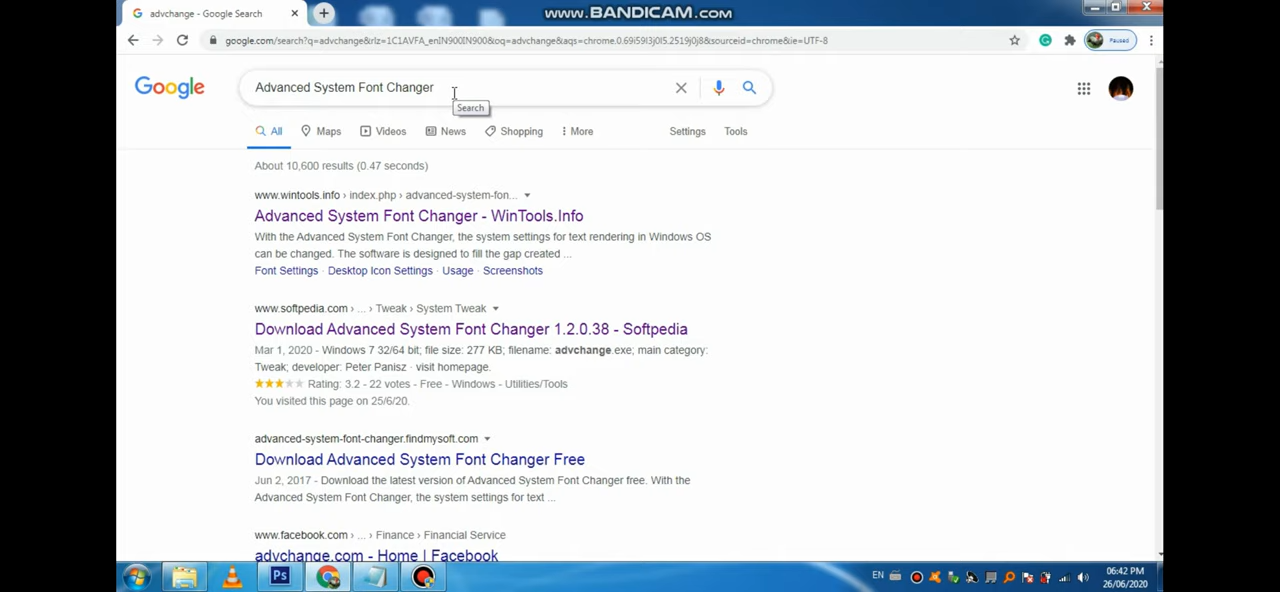 advchange - Google Search
www.BANDICAM.com
google.com/search?q=advchange&rlz=1C1AVFA_enIN900IN900&oq=advchange&aqs=chrome.0.69i59l3j0l5.2519j0j8&sourceid=chrome&ie=UTF-8
Paused
Google
Advanced System Font Changer
Search
All
Maps
Videos
News
Shopping
More
Settings
Tools
About 10,600 results (0.47 seconds)
www.wintools.info › index.php › advanced-system-fon...
Advanced System Font Changer - WinTools.Info
With the Advanced System Font Changer, the system settings for text rendering in Windows OS
can be changed. The software is designed to fill the gap created ...
Font Settings · Desktop Icon Settings · Usage · Screenshots
www.softpedia.com › ... › Tweak › System Tweak
Download Advanced System Font Changer 1.2.0.38 - Softpedia
Mar 1, 2020 - Windows 7 32/64 bit; file size: 277 KB; filename: advchange.exe; main category:
Tweak; developer: Peter Panisz · visit homepage.
Rating: 3.2 - 22 votes - Free - Windows - Utilities/Tools
You visited this page on 25/6/20.
advanced-system-font-changer.findmysoft.com
Download Advanced System Font Changer Free
Jun 2, 2017 - Download the latest version of Advanced System Font Changer free. With the
Advanced System Font Changer, the system settings for text ...
www.facebook.com › ... › Finance › Financial Service
advchange.com - Home | Facebook
Ps
EN
06:42 PM
26/06/2020